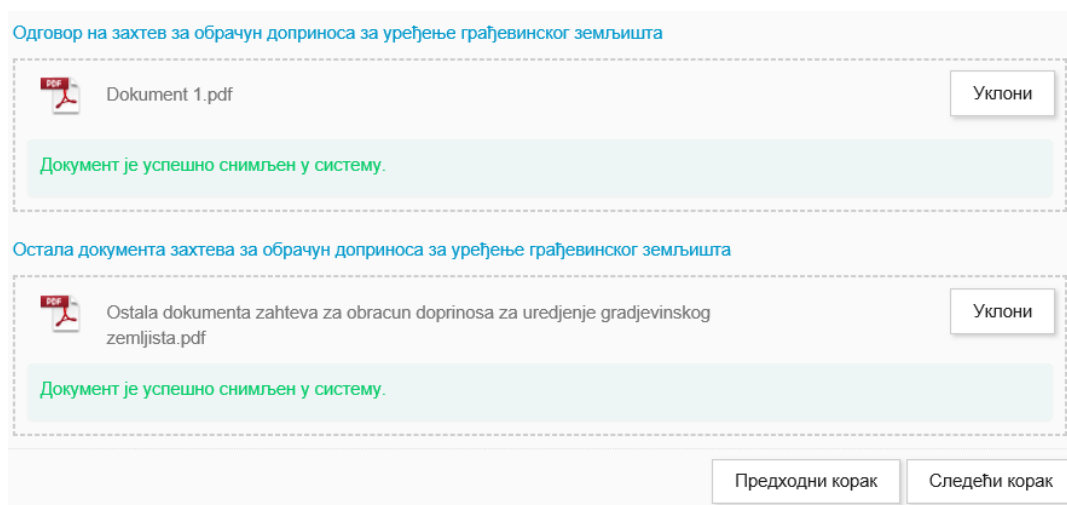 Одговор на захтев за обрачун доприноса за уређење грађевинског земљишта
PDF
Dokument 1.pdf
Уклони
Документ је успешно снимљен у систему.
Остала документа захтева за обрачун доприноса за уређење грађевинског земљишта
PDF
Ostala dokumenta zahteva za obracun doprinosa za uredjenje gradjevinskog
zemljista.pdf
Уклони
Документ је успешно снимљен у систему.
Предходни корак
Следећи корак